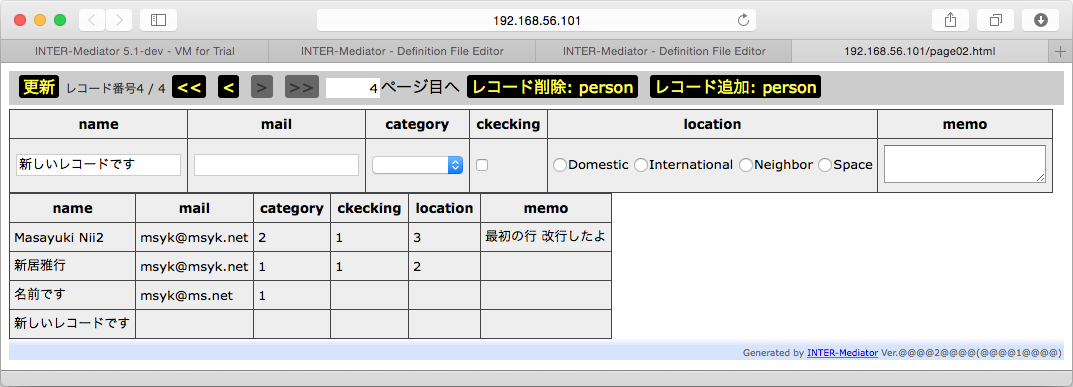 192.168.56.101
INTER-Mediator 5.1-dev - VM for Trial INTER-Mediator - Definition File Editor INTER-Mediator - Definition File Editor 192.168.56.101/page02.html
更新 レコード番号4 / 4 << < > >> 4ページ目へ レコード削除: person レコード追加: person
name mail category ckecking location memo
新しいレコードです Domestic International Neighbor Space
name mail category ckecking location memo
Masayuki Nii2 msyk@msyk.net 2 1 3 最初の行 改行したよ
新居雅行 msyk@msyk.net 1 1 2
名前です msyk@ms.net 1
新しいレコードです
Generated by INTER-Mediator Ver.@@@@2@@@@(@@@@1@@@@)